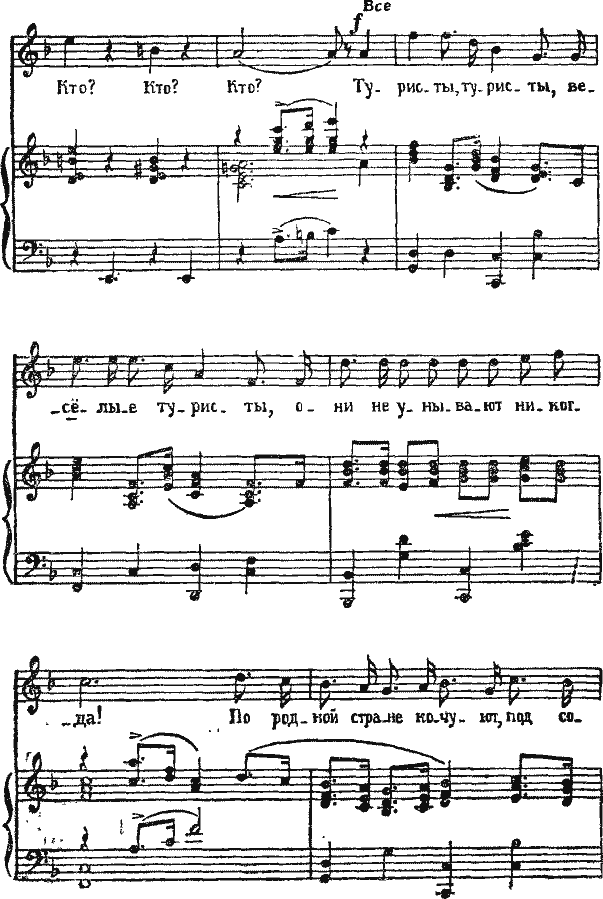 Все
f
Кто? Кто? Кто? Ту- рис-ты, ту-рис-ты, ве-
-сё-лы-е ту-рис-ты, о-ни не у-ны-ва-ют ни-ког-
-да! По род-ной стра-не ко-чу-ют, под со-